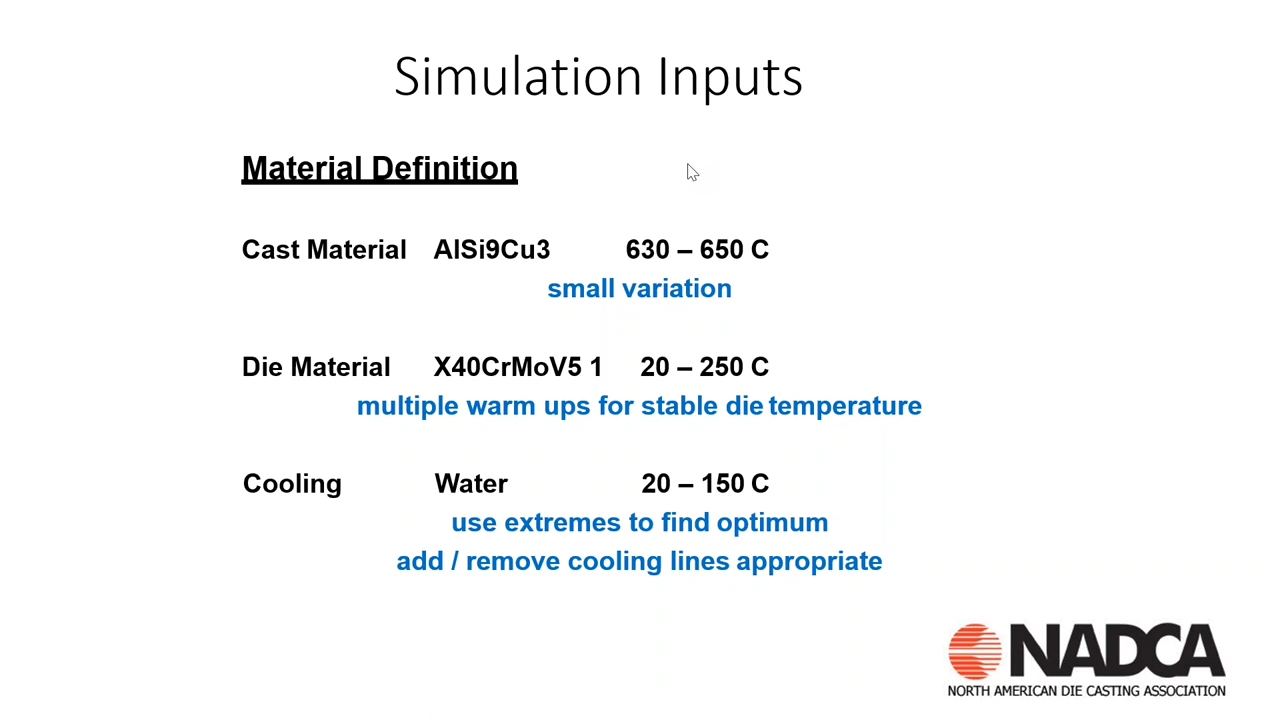 Simulation Inputs
Material Definition
Cast Material AlSi9Cu3 630 – 650 C
small variation
Die Material X40CrMoV5 1 20 – 250 C
multiple warm ups for stable die temperature
Cooling Water 20 – 150 C
use extremes to find optimum
add / remove cooling lines appropriate
NADCA
NORTH AMERICAN DIE CASTING ASSOCIATION